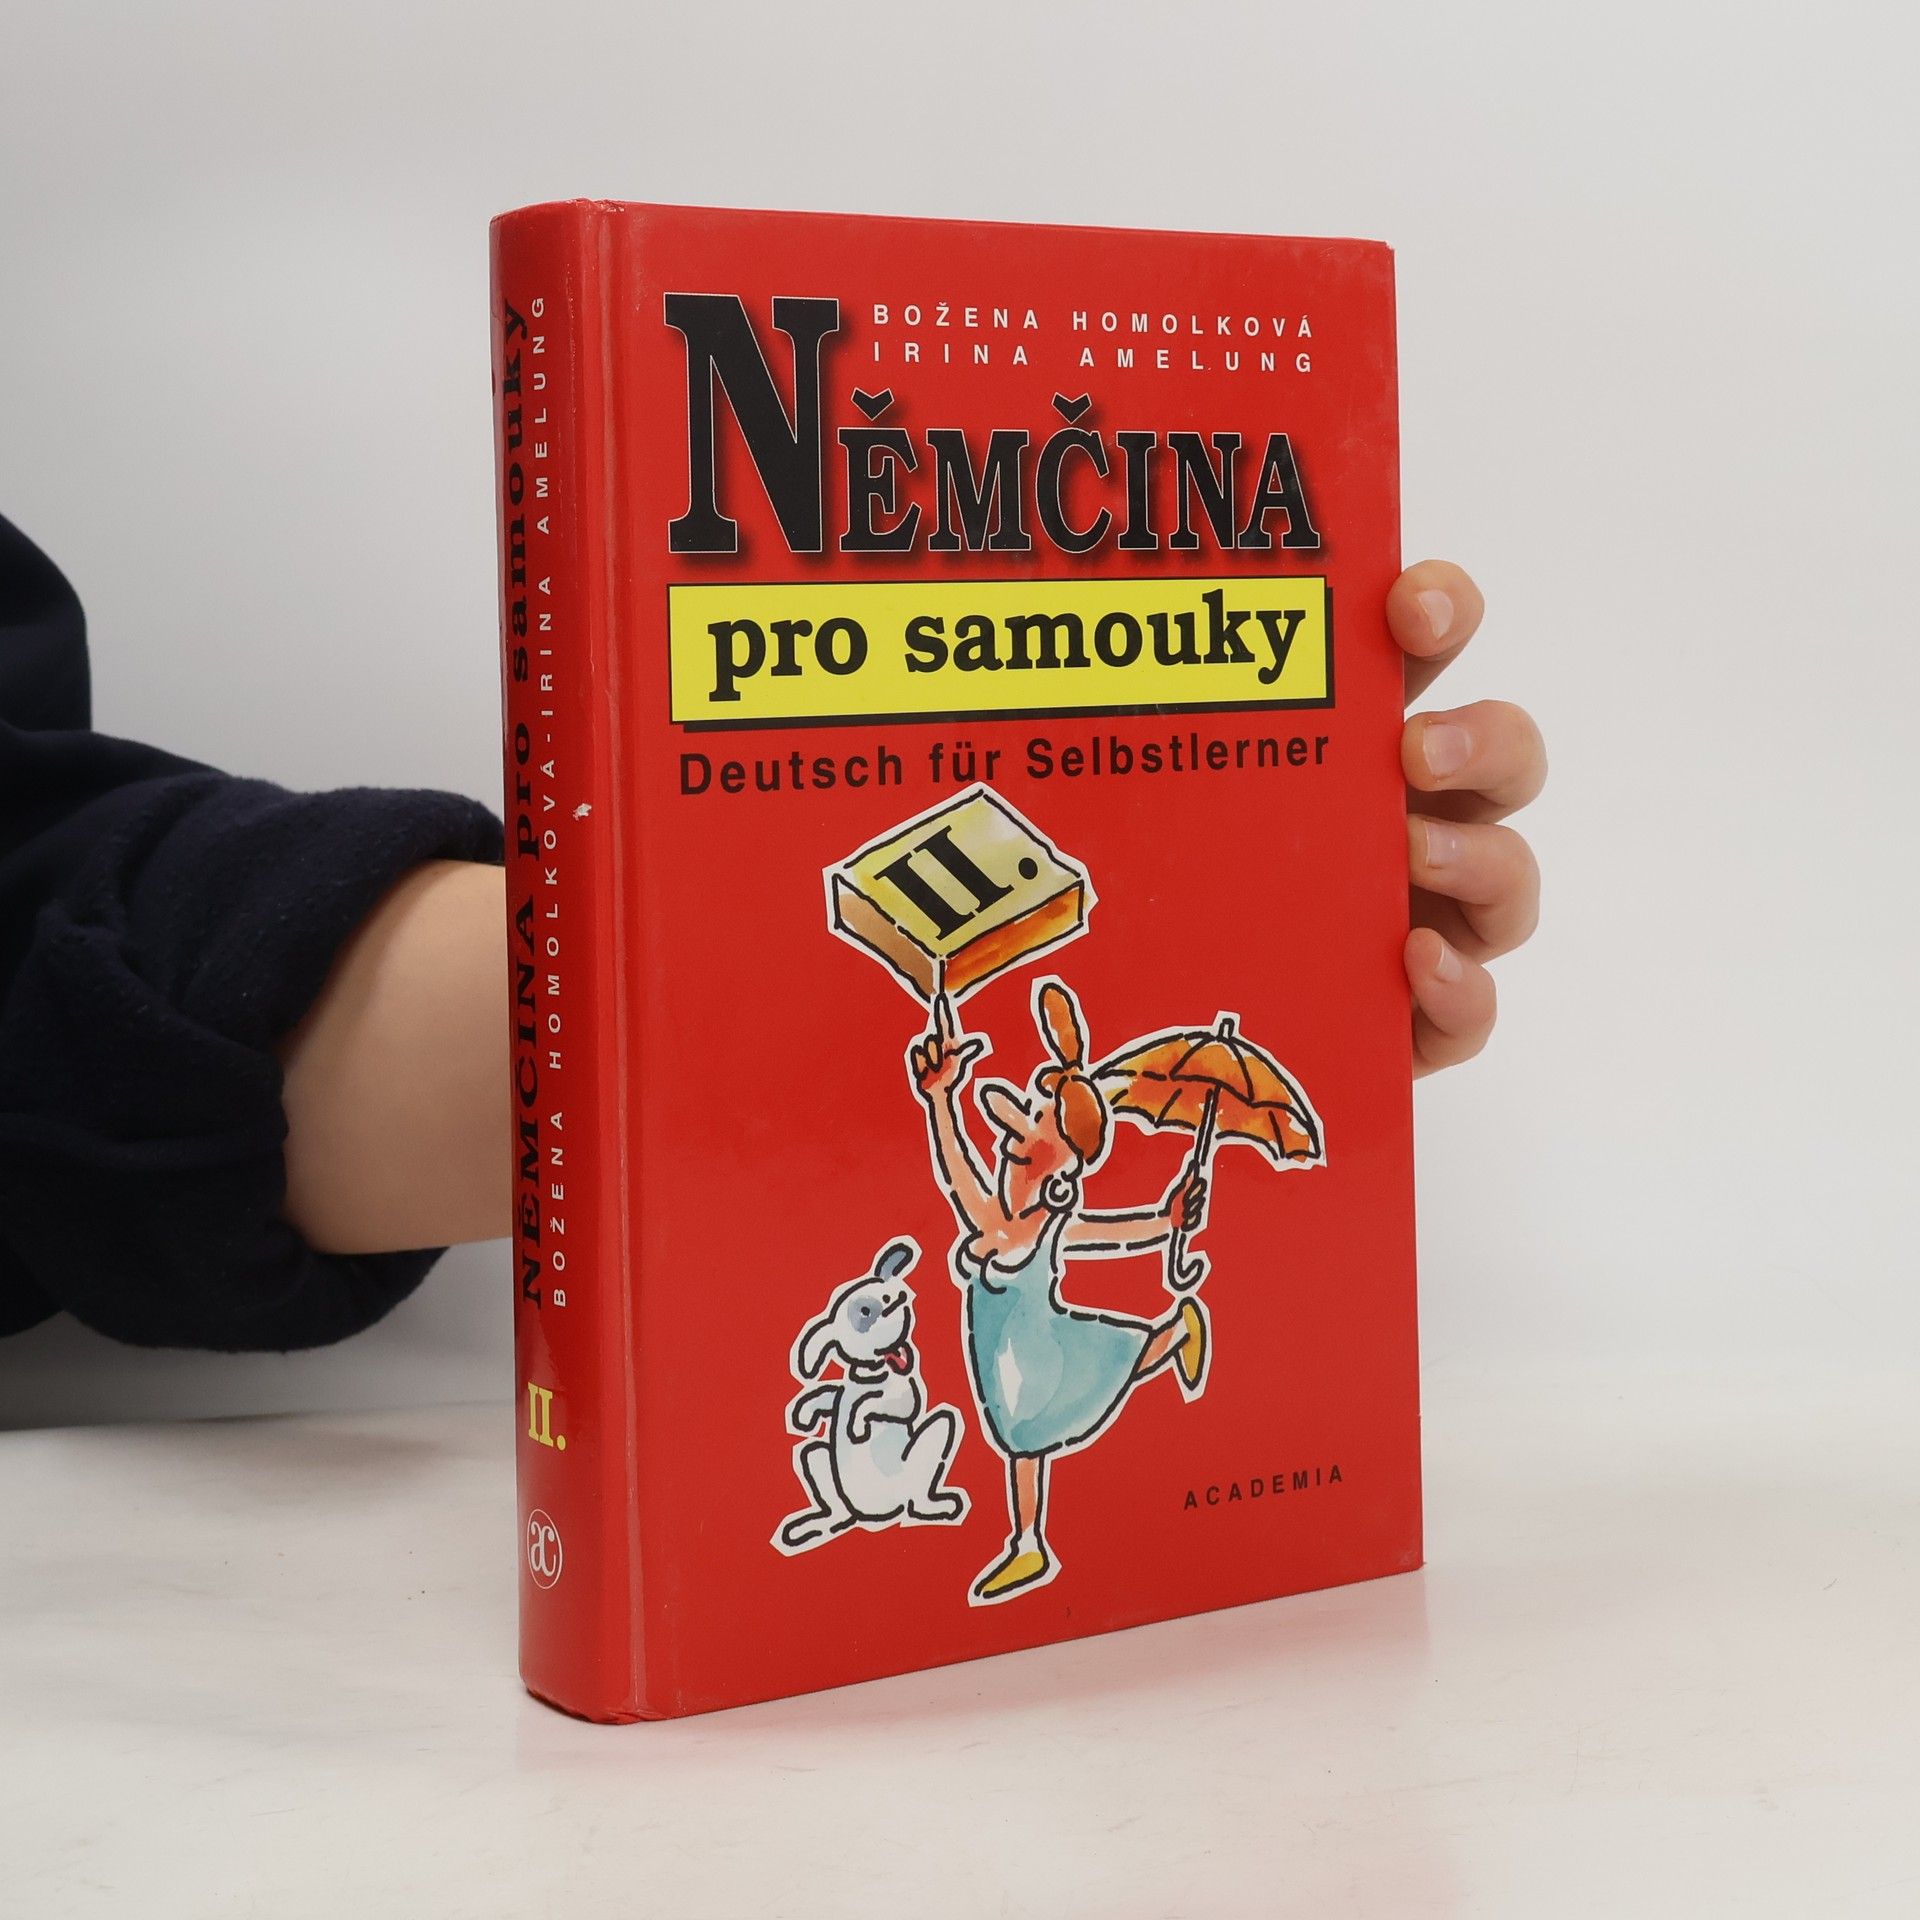 BOŽENA HOMOLKOVÁ
IRINA AMELUNG
NĚMČINA
pro samouky
Deutsch für Selbstlerner
II.
ACADEMIA
NĚMČINA pro samouky
BOŽENA HOMOLKOVÁ-IRINA AMELUNG
II.
ac